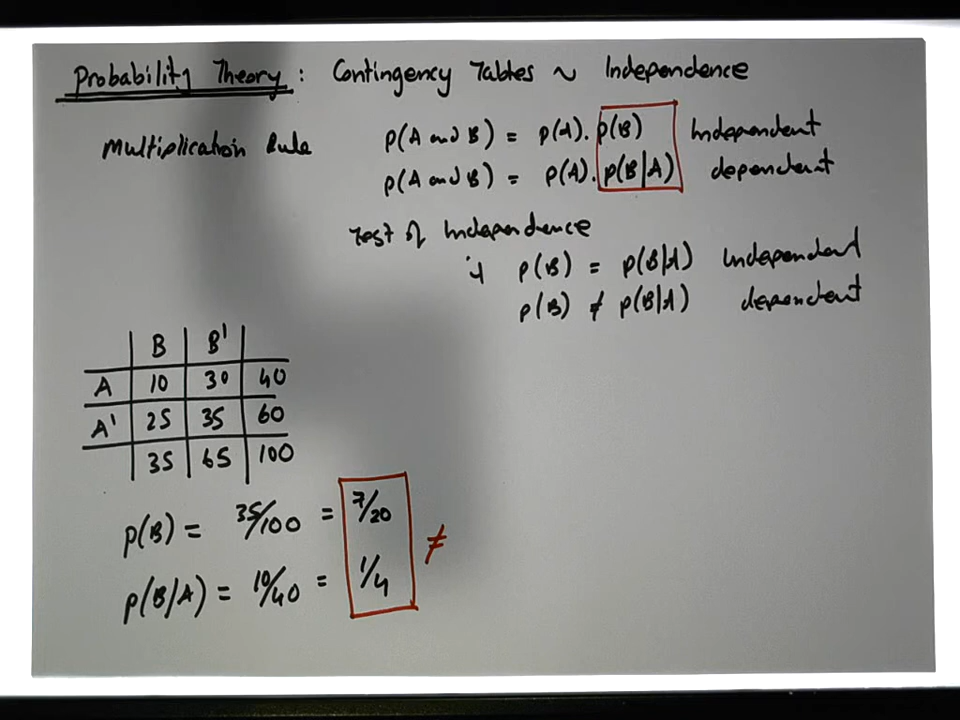 Probability Theory : Contingency Tables ~ Independence
Multiplication Rule P(A and B) = P(A). P(B) Independent
P(A and B) = P(A). P(B|A) dependent
Test of Independence
if P(B) = P(B|A) Independent
P(B) ≠ P(B|A) dependent
B B'
A 10 30 40
A' 25 35 60
35 65 100
P(B) = 35/100 = 7/20
≠
P(B/A) = 10/40 = 1/4